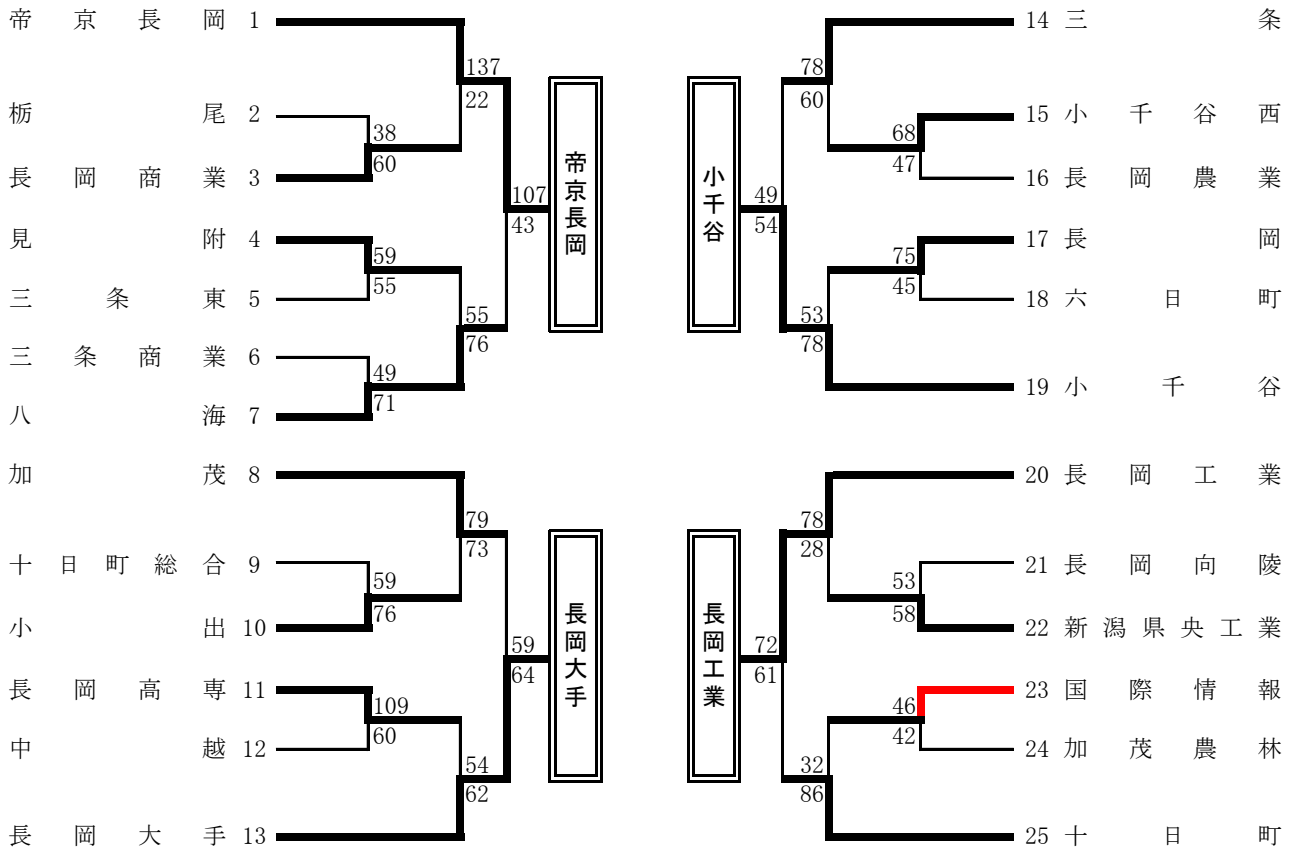 帝京長岡 1
137
22
栃尾 2
38
60
長岡商業 3
107
43
帝京長岡
見附 4
59
55
三条東 5
55
76
三条商業 6
49
71
八海 7
加茂 8
79
73
十日町総合 9
59
76
小出 10
59
64
長岡大手
長岡高専 11
109
60
中越 12
54
62
長岡大手 13
14 三条
78
60
15 小千谷西
68
47
16 長岡農業
小千谷
49
54
17 長岡
75
45
18 六日町
53
78
19 小千谷
20 長岡工業
78
28
21 長岡向陵
53
58
22 新潟県央工業
長岡工業
72
61
23 国際情報
46
42
24 加茂農林
32
86
25 十日町